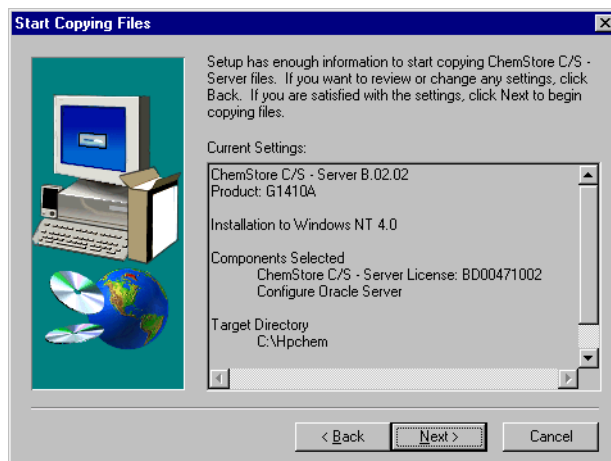 Start Copying Files
Setup has enough information to start copying ChemStore C/S -
Server files. If you want to review or change any settings, click
Back. If you are satisfied with the settings, click Next to begin
copying files.
Current Settings:
ChemStore C/S - Server B.02.02
Product: G1410A
Installation to Windows NT 4.0
Components Selected
ChemStore C/S - Server License: BD00471002
Configure Oracle Server
Target Directory
C:\Hpchem
< Back
Next >
Cancel